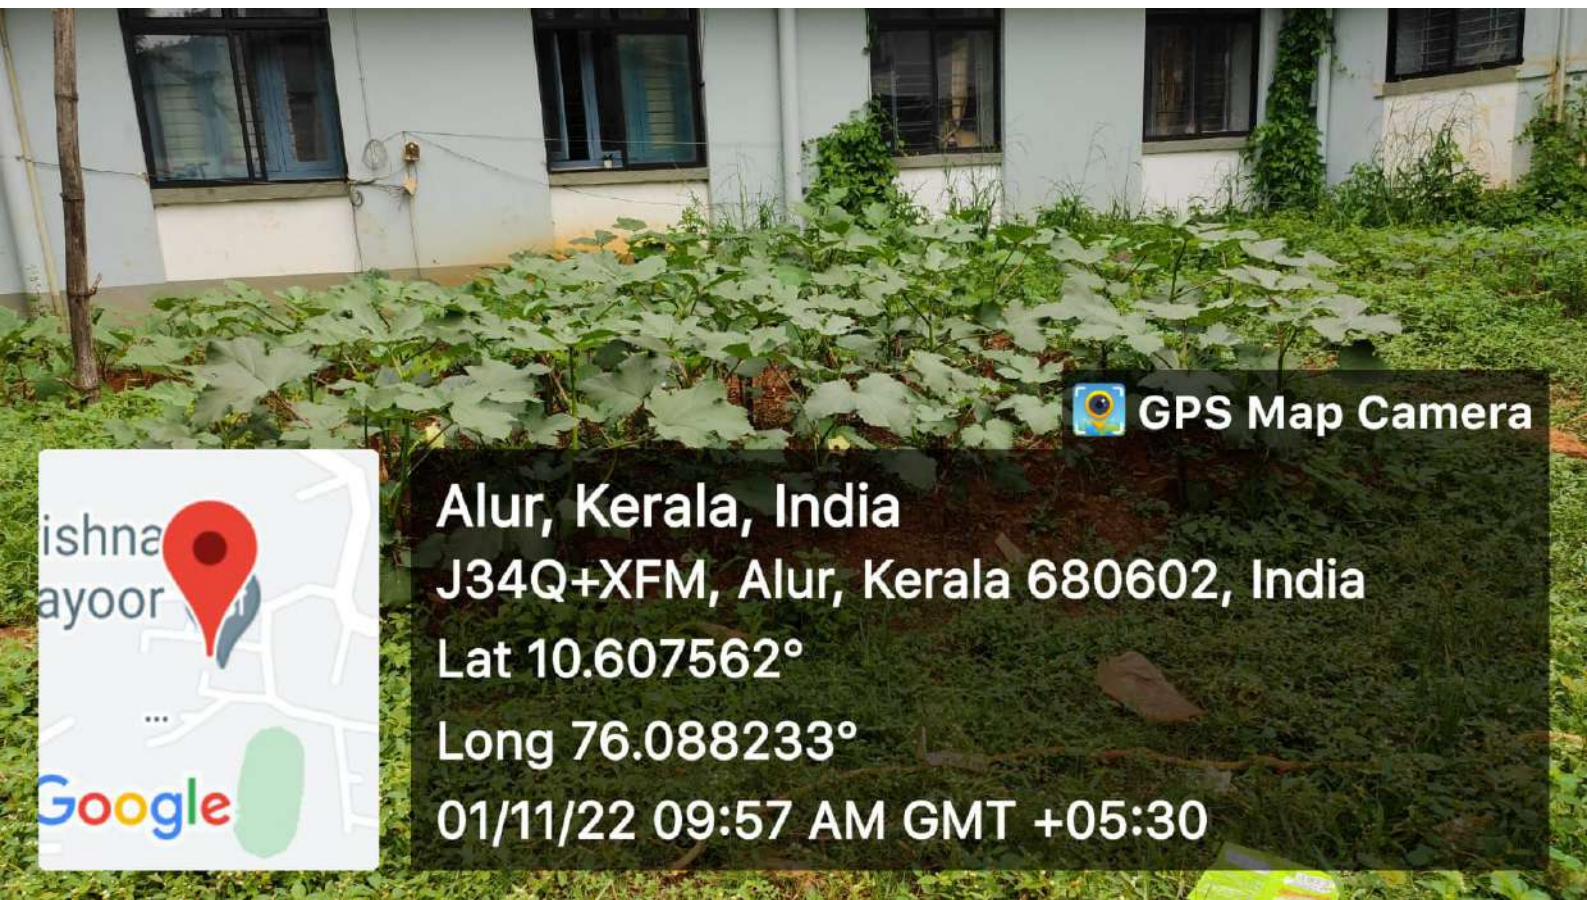 GPS Map Camera
Alur, Kerala, India
J34Q+XFM, Alur, Kerala 680602, India
Lat 10.607562°
Long 76.088233°
01/11/22 09:57 AM GMT +05:30
ishna
ayoor
...
Google